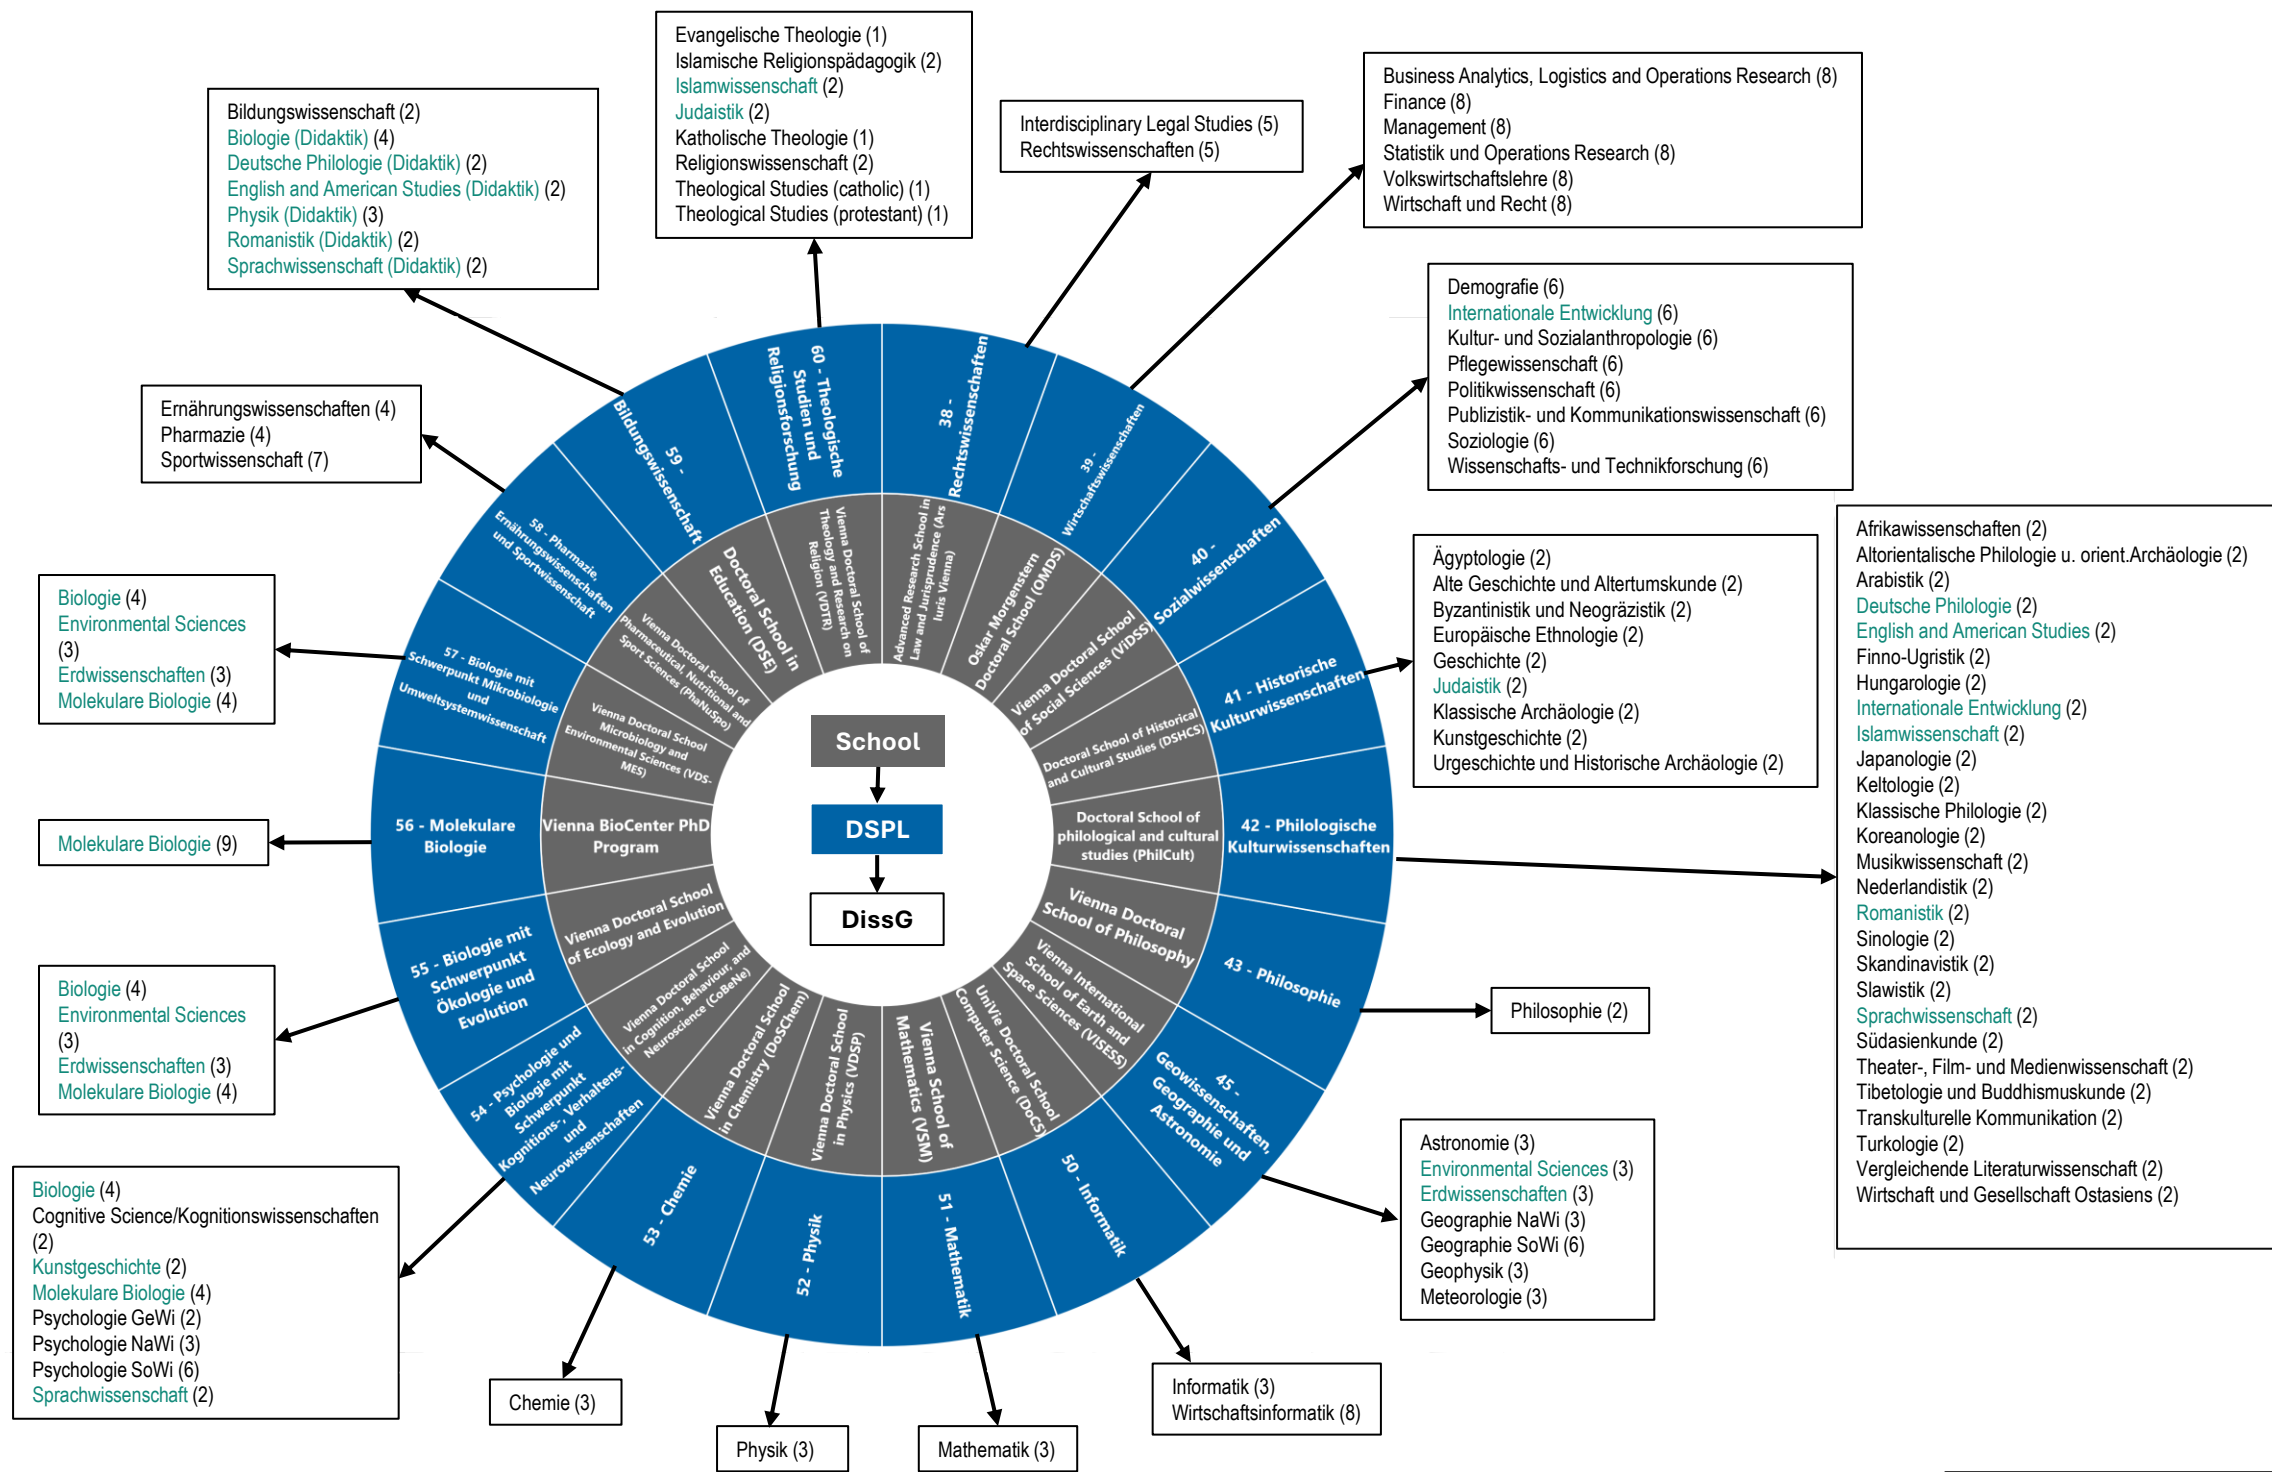 Evangelische Theologie (1)
Islamische Religionspädagogik (2)
Islamwissenschaft (2)
Judaistik (2)
Katholische Theologie (1)
Religionswissenschaft (2)
Theological Studies (catholic) (1)
Theological Studies (protestant) (1)
Interdisciplinary Legal Studies (5)
Rechtswissenschaften (5)
Business Analytics, Logistics and Operations Research (8)
Finance (8)
Management (8)
Statistik und Operations Research (8)
Volkswirtschaftslehre (8)
Wirtschaft und Recht (8)
Bildungswissenschaft (2)
Biologie (Didaktik) (4)
Deutsche Philologie (Didaktik) (2)
English and American Studies (Didaktik) (2)
Physik (Didaktik) (3)
Romanistik (Didaktik) (2)
Sprachwissenschaft (Didaktik) (2)
Demografie (6)
Internationale Entwicklung (6)
Kultur- und Sozialanthropologie (6)
Pflegewissenschaft (6)
Politikwissenschaft (6)
Publizistik- und Kommunikationswissenschaft (6)
Soziologie (6)
Wissenschafts- und Technikforschung (6)
Ernährungswissenschaften (4)
Pharmazie (4)
Sportwissenschaft (7)
Ägyptologie (2)
Alte Geschichte und Altertumskunde (2)
Byzantinistik und Neogräzistik (2)
Europäische Ethnologie (2)
Geschichte (2)
Judaistik (2)
Klassische Archäologie (2)
Kunstgeschichte (2)
Urgeschichte und Historische Archäologie (2)
Afrikawissenschaften (2)
Altorientalische Philologie u. orient.Archäologie (2)
Arabistik (2)
Deutsche Philologie (2)
English and American Studies (2)
Finno-Ugristik (2)
Hungarologie (2)
Internationale Entwicklung (2)
Islamwissenschaft (2)
Japanologie (2)
Keltologie (2)
Klassische Philologie (2)
Koreanologie (2)
Musikwissenschaft (2)
Nederlandistik (2)
Romanistik (2)
Sinologie (2)
Skandinavistik (2)
Slawistik (2)
Sprachwissenschaft (2)
Südasienkunde (2)
Theater-, Film- und Medienwissenschaft (2)
Tibetologie und Buddhismuskunde (2)
Transkulturelle Kommunikation (2)
Turkologie (2)
Vergleichende Literaturwissenschaft (2)
Wirtschaft und Gesellschaft Ostasiens (2)
Biologie (4)
Environmental Sciences
(3)
Erdwissenschaften (3)
Molekulare Biologie (4)
Molekulare Biologie (9)
Biologie (4)
Environmental Sciences
(3)
Erdwissenschaften (3)
Molekulare Biologie (4)
Biologie (4)
Cognitive Science/Kognitionswissenschaften
(2)
Kunstgeschichte (2)
Molekulare Biologie (4)
Psychologie GeWi (2)
Psychologie NaWi (3)
Psychologie SoWi (6)
Sprachwissenschaft (2)
Chemie (3)
Physik (3)
Mathematik (3)
Informatik (3)
Wirtschaftsinformatik (8)
Astronomie (3)
Environmental Sciences (3)
Erdwissenschaften (3)
Geographie NaWi (3)
Geographie SoWi (6)
Geophysik (3)
Meteorologie (3)
Philosophie (2)
38 -
Rechtswissenschaften
39 -
Wirtschaftswissenschaften
40 -
Sozialwissenschaften
41 - Historische
Kulturwissenschaften
42 - Philologische
Kulturwissenschaften
43 - Philosophie
45 -
Geowissenschaften,
Geographie und
Astronomie
50 - Informatik
51 - Mathematik
52 - Physik
53 - Chemie
54 - Psychologie und
Biologie mit
Schwerpunkt
Kognitions-, Verhaltens-
und
Neurowissenschaften
55 - Biologie mit
Schwerpunkt
Ökologie und
Evolution
56 - Molekulare
Biologie
57 - Biologie mit
Schwerpunkt Mikrobiologie
und
Umweltsystemwissenschaft
58 - Pharmazie,
Ernährungswissenschaften
und Sportwissenschaft
59 -
Bildungswissenschaft
60 - Theologische
Studien und
Religionsforschung
Advanced Research School in
Law and Jurisprudence (Ars
Iuris Vienna)
Oskar Morgenstern
Doctoral School (OMDS)
Vienna Doctoral School
of Social Sciences (ViDSS)
Doctoral School of Historical
and Cultural Studies (DSHCS)
Doctoral School of
philological and cultural
studies (PhilCult)
Vienna Doctoral
School of Philosophy
Vienna International
School of Earth and
Space Sciences (VISESS)
UniVie Doctoral School
Computer Science (DoCS)
Vienna School of
Mathematics (VSM)
Vienna Doctoral School
in Physics (VDSP)
Vienna Doctoral School
in Chemistry (DoSChem)
Vienna Doctoral School
in Cognition, Behaviour, and
Neuroscience (CoBeNe)
Vienna Doctoral School
of Ecology and Evolution
Vienna BioCenter PhD
Program
Vienna Doctoral School
Microbiology and
Environmental Sciences (VDS-
MES)
Vienna Doctoral School of
Pharmaceutical, Nutritional and
Sport Sciences (PhaNuSpo)
Doctoral School in
Education (DSE)
Vienna Doctoral School of
Theology and Research on
Religion (VDTR)
School
DSPL
DissG